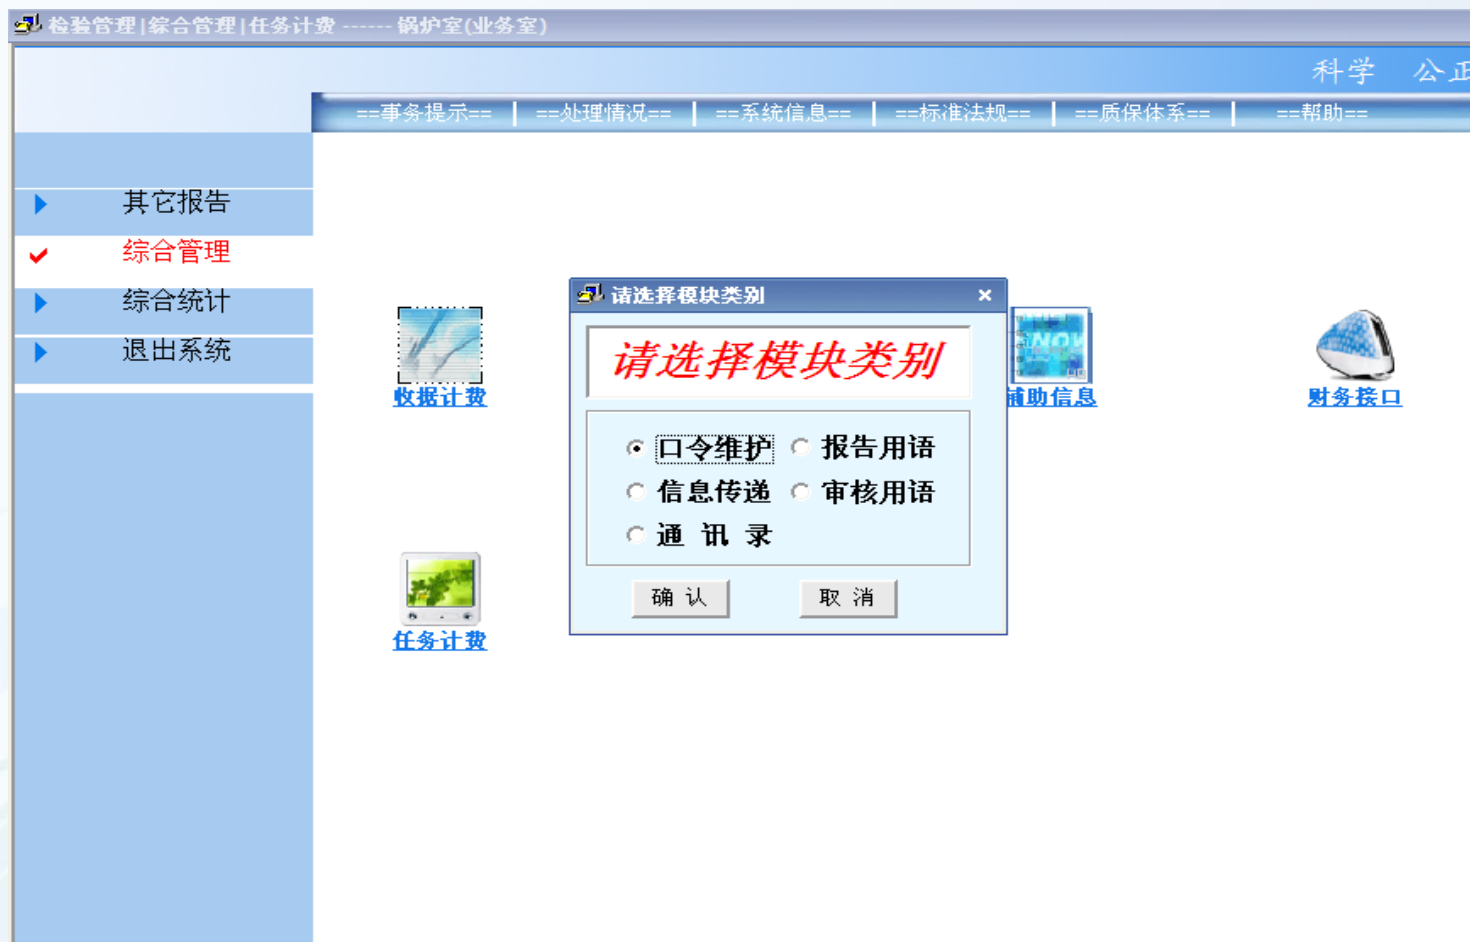 检验管理|综合管理|任务计费 ------ 锅炉室(业务室)
科学 公正
==事务提示== ==处理情况== ==系统信息== ==标准法规== ==质保体系== ==帮助==
其它报告
综合管理
综合统计
退出系统
请选择模块类别
请选择模块类别
口令维护 报告用语
信息传递 审核用语
通 讯 录
确 认 取 消
收据计费
辅助信息
财务接口
任务计费